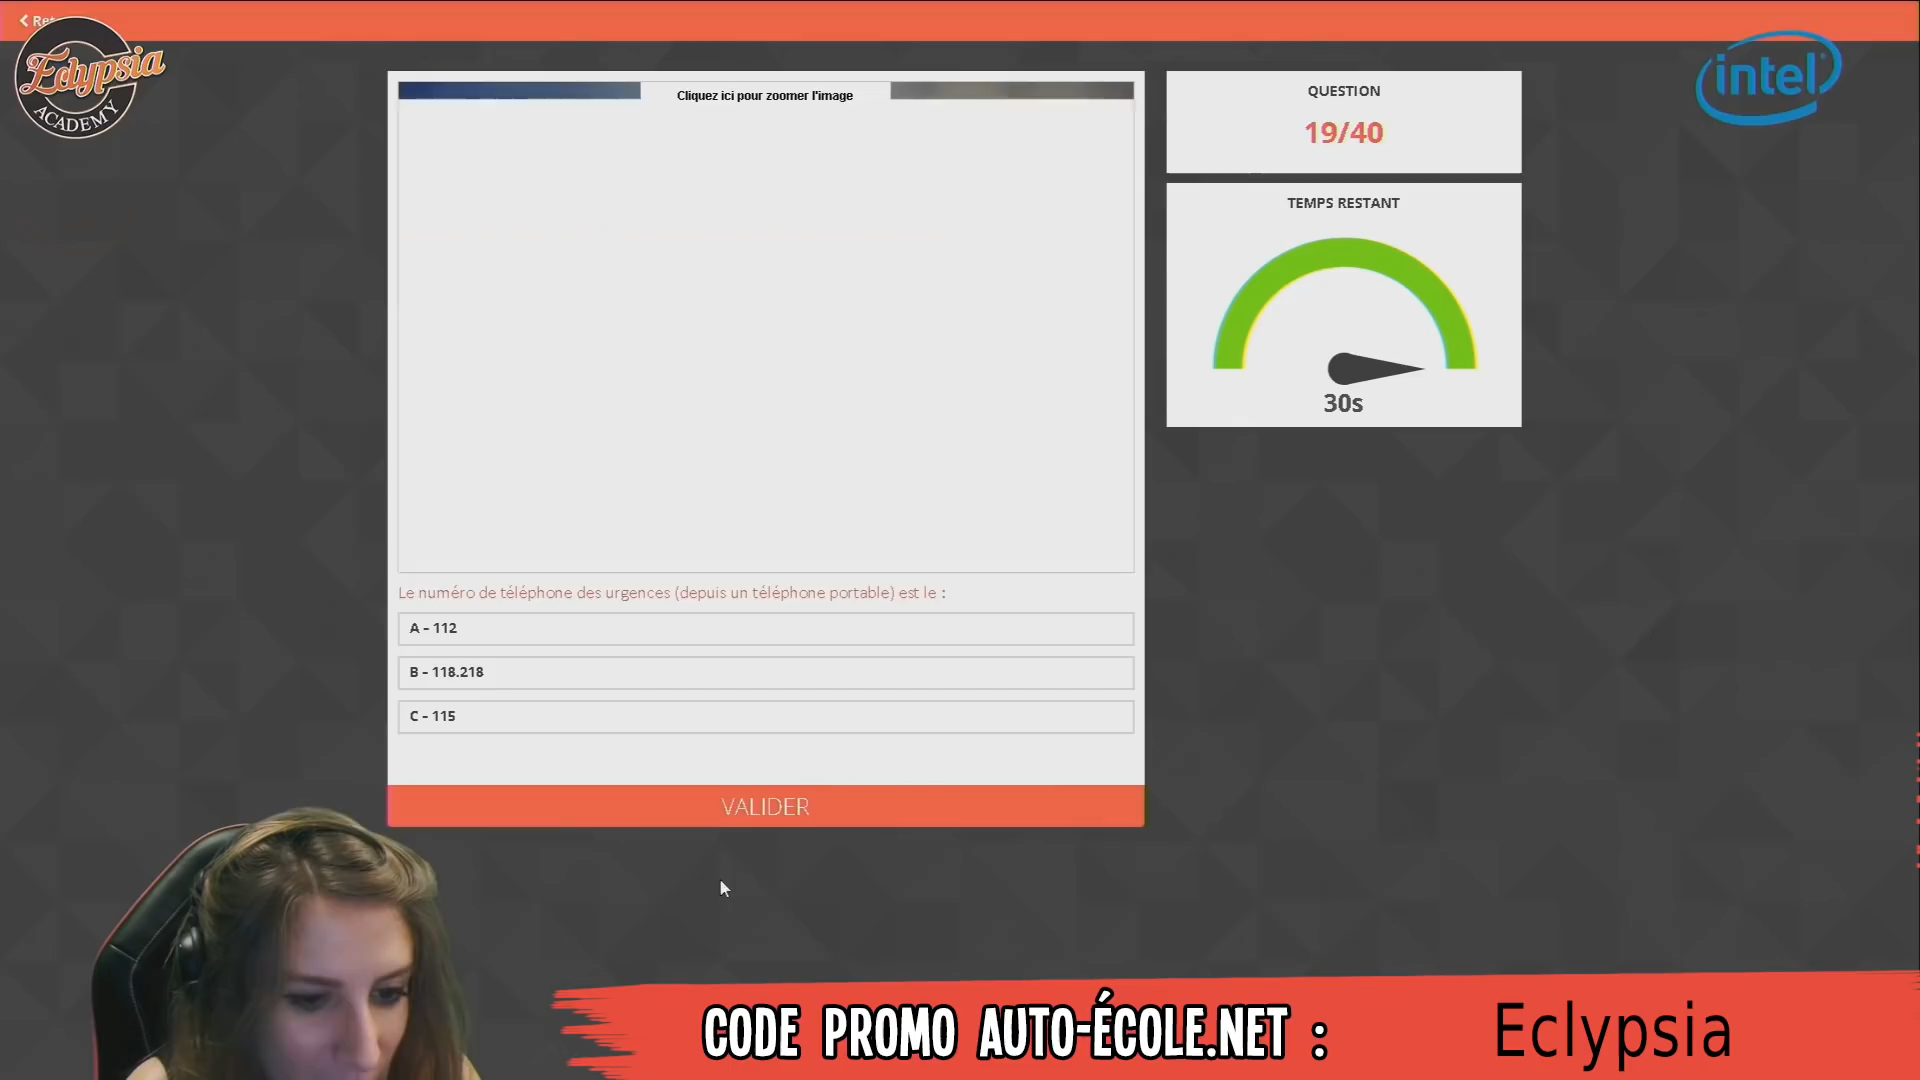 Ret
Eclypsia
ACADEMY
intel
Cliquez ici pour zoomer l'image
QUESTION
19/40
TEMPS RESTANT
30s
Le numéro de téléphone des urgences (depuis un téléphone portable) est le :
A - 112
B - 118.218
C - 115
VALIDER
CODE PROMO AUTO-ÉCOLE.NET : Eclypsia